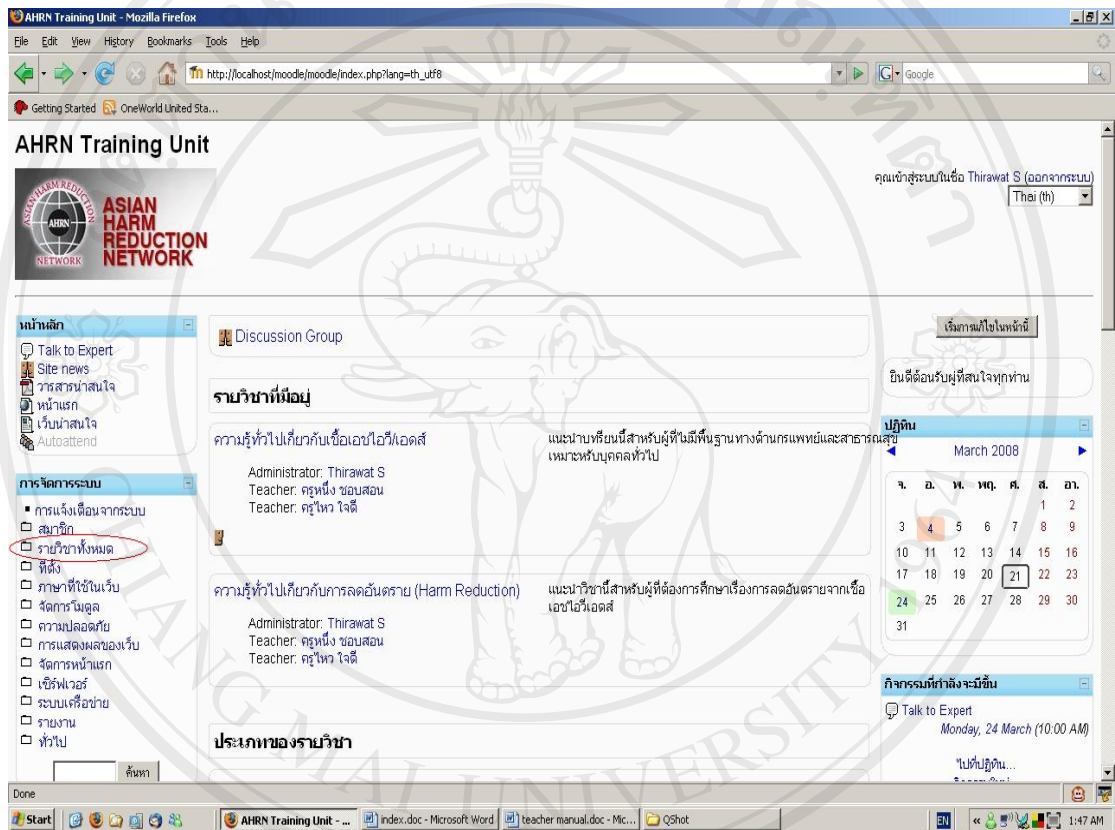 AHRN Training Unit - Mozilla Firefox
File Edit View History Bookmarks Tools Help
http://localhost/moodle/moodle/index.php?lang=th_utf8
Google
Getting Started OneWorld United Sta...
AHRN Training Unit
ASIAN HARM REDUCTION NETWORK
AHRN
ASIAN
HARM
REDUCTION
NETWORK
คุณเข้าสู่ระบบในชื่อ Thirawat S (ออกจากระบบ)
Thai (th)
หน้าหลัก
Talk to Expert
Site news
วารสารน่าสนใจ
หน้าแรก
เว็บน่าสนใจ
Autoattend
การจัดการระบบ
การแจ้งเตือนจากระบบ
สมาชิก
รายวิชาทั้งหมด
ที่ตั้ง
ภาษาที่ใช้ในเว็บ
จัดการโมดูล
ความปลอดภัย
การแสดงผลของเว็บ
จัดการหน้าแรก
เซิร์ฟเวอร์
ระบบเครือข่าย
รายงาน
ทั่วไป
ค้นหา
Discussion Group
รายวิชาที่มีอยู่
ความรู้ทั่วไปเกี่ยวกับเชื้อเอชไอวี/เอดส์
Administrator: Thirawat S
Teacher: ครูหนึ่ง ชอบสอน
Teacher: ครูไหว ใจดี
แนะนำบทเรียนนี้สำหรับผู้ที่ไม่มีพื้นฐานทางด้านการแพทย์และสาธารณสุข
เหมาะหรับบุคคลทั่วไป
ความรู้ทั่วไปเกี่ยวกับการลดอันตราย (Harm Reduction)
Administrator: Thirawat S
Teacher: ครูหนึ่ง ชอบสอน
Teacher: ครูไหว ใจดี
แนะนำวิชานี้สำหรับผู้ที่ต้องการศึกษาเรื่องการลดอันตรายจากเชื้อ
เอชไอวีเอดส์
ประเภทของรายวิชา
เริ่มการแก้ไขในหน้านี้
ยินดีต้อนรับผู้ที่สนใจทุกท่าน
ปฏิทิน
March 2008
จ. อ. พ. พฤ. ศ. ส. อา.
1 2
3 4 5 6 7 8 9
10 11 12 13 14 15 16
17 18 19 20 21 22 23
24 25 26 27 28 29 30
31
กิจกรรมที่กำลังจะมีขึ้น
Talk to Expert
Monday, 24 March (10:00 AM)
ไปที่ปฏิทิน...
Done
Start AHRN Training Unit - ... index.doc - Microsoft Word teacher manual.doc - Mic... QShot EN 1:47 AM